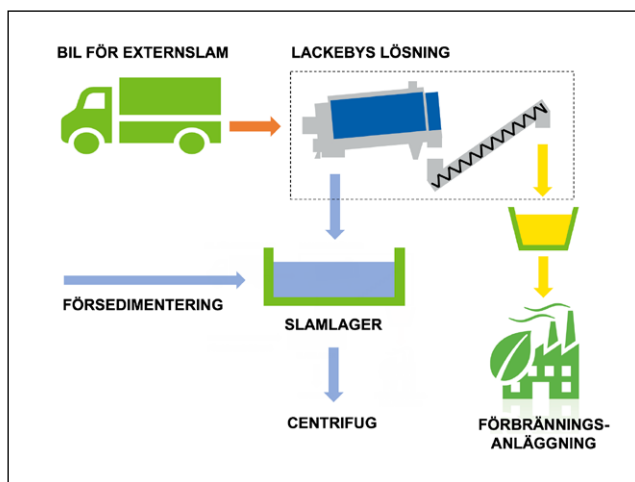 BIL FÖR EXTERNSLAM
LACKEBYS LÖSNING
FÖRSEDIMENTERING
SLAMLAGER
CENTRIFUG
FÖRBRÄNNINGS-
ANLÄGGNING